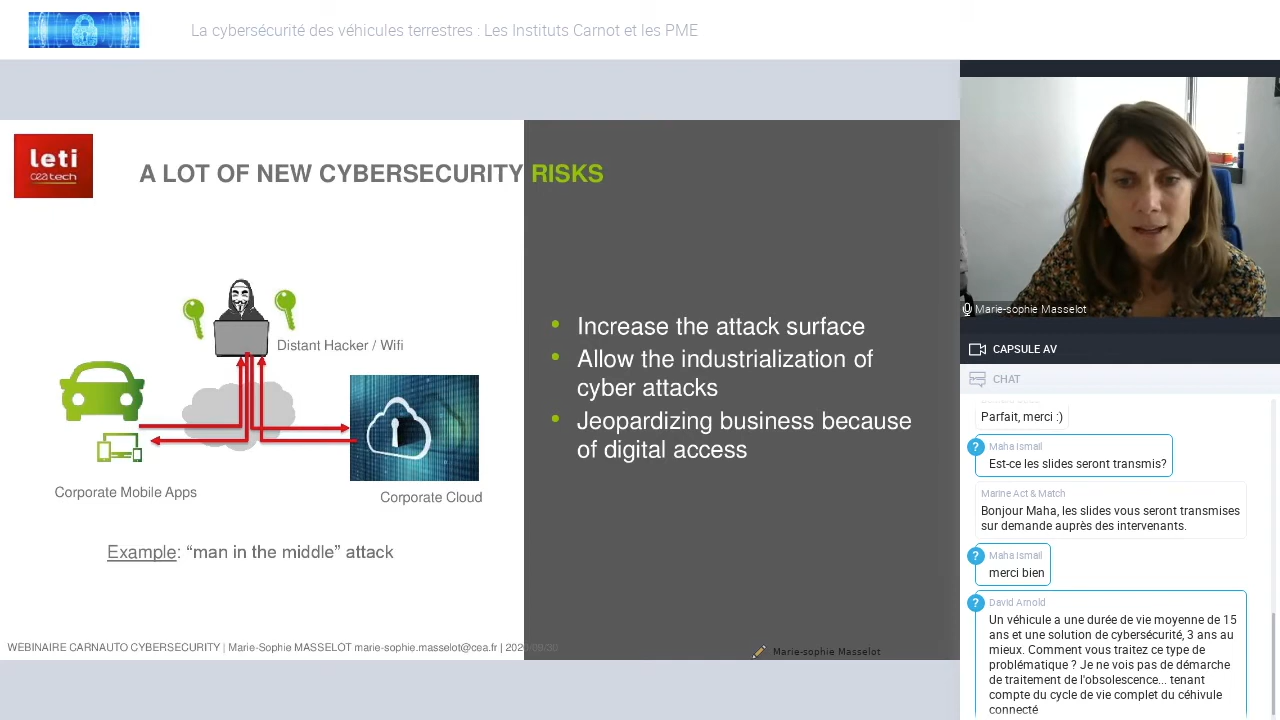 La cybersécurité des véhicules terrestres : Les Instituts Carnot et les PME
leti
ceatech
A LOT OF NEW CYBERSECURITY RISKS
Distant Hacker / Wifi
Corporate Mobile Apps
Corporate Cloud
Example: “man in the middle” attack
• Increase the attack surface
• Allow the industrialization of
cyber attacks
• Jeopardizing business because
of digital access
WEBINAIRE CARNAUTO CYBERSECURITY | Marie-Sophie MASSELOT marie-sophie.masselot@cea.fr | 2020/09/30
Marie-sophie Masselot
Marie-sophie Masselot
CAPSULE AV
CHAT
Parfait, merci :)
?
Maha Ismail
Est-ce les slides seront transmis?
Marine Act & Match
Bonjour Maha, les slides vous seront transmises
sur demande auprès des intervenants.
?
Maha Ismail
merci bien
?
David Arnold
Un véhicule a une durée de vie moyenne de 15
ans et une solution de cybersécurité, 3 ans au
mieux. Comment vous traitez ce type de
problématique ? Je ne vois pas de démarche
de traitement de l'obsolescence... tenant
compte du cycle de vie complet du céhivule
connecté